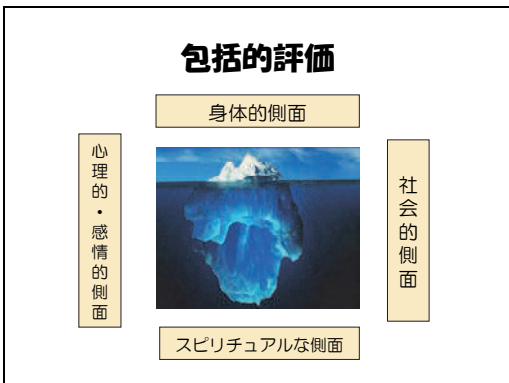 包括的評価
身体的側面
心理的・感情的側面
社会的側面
スピリチュアルな側面